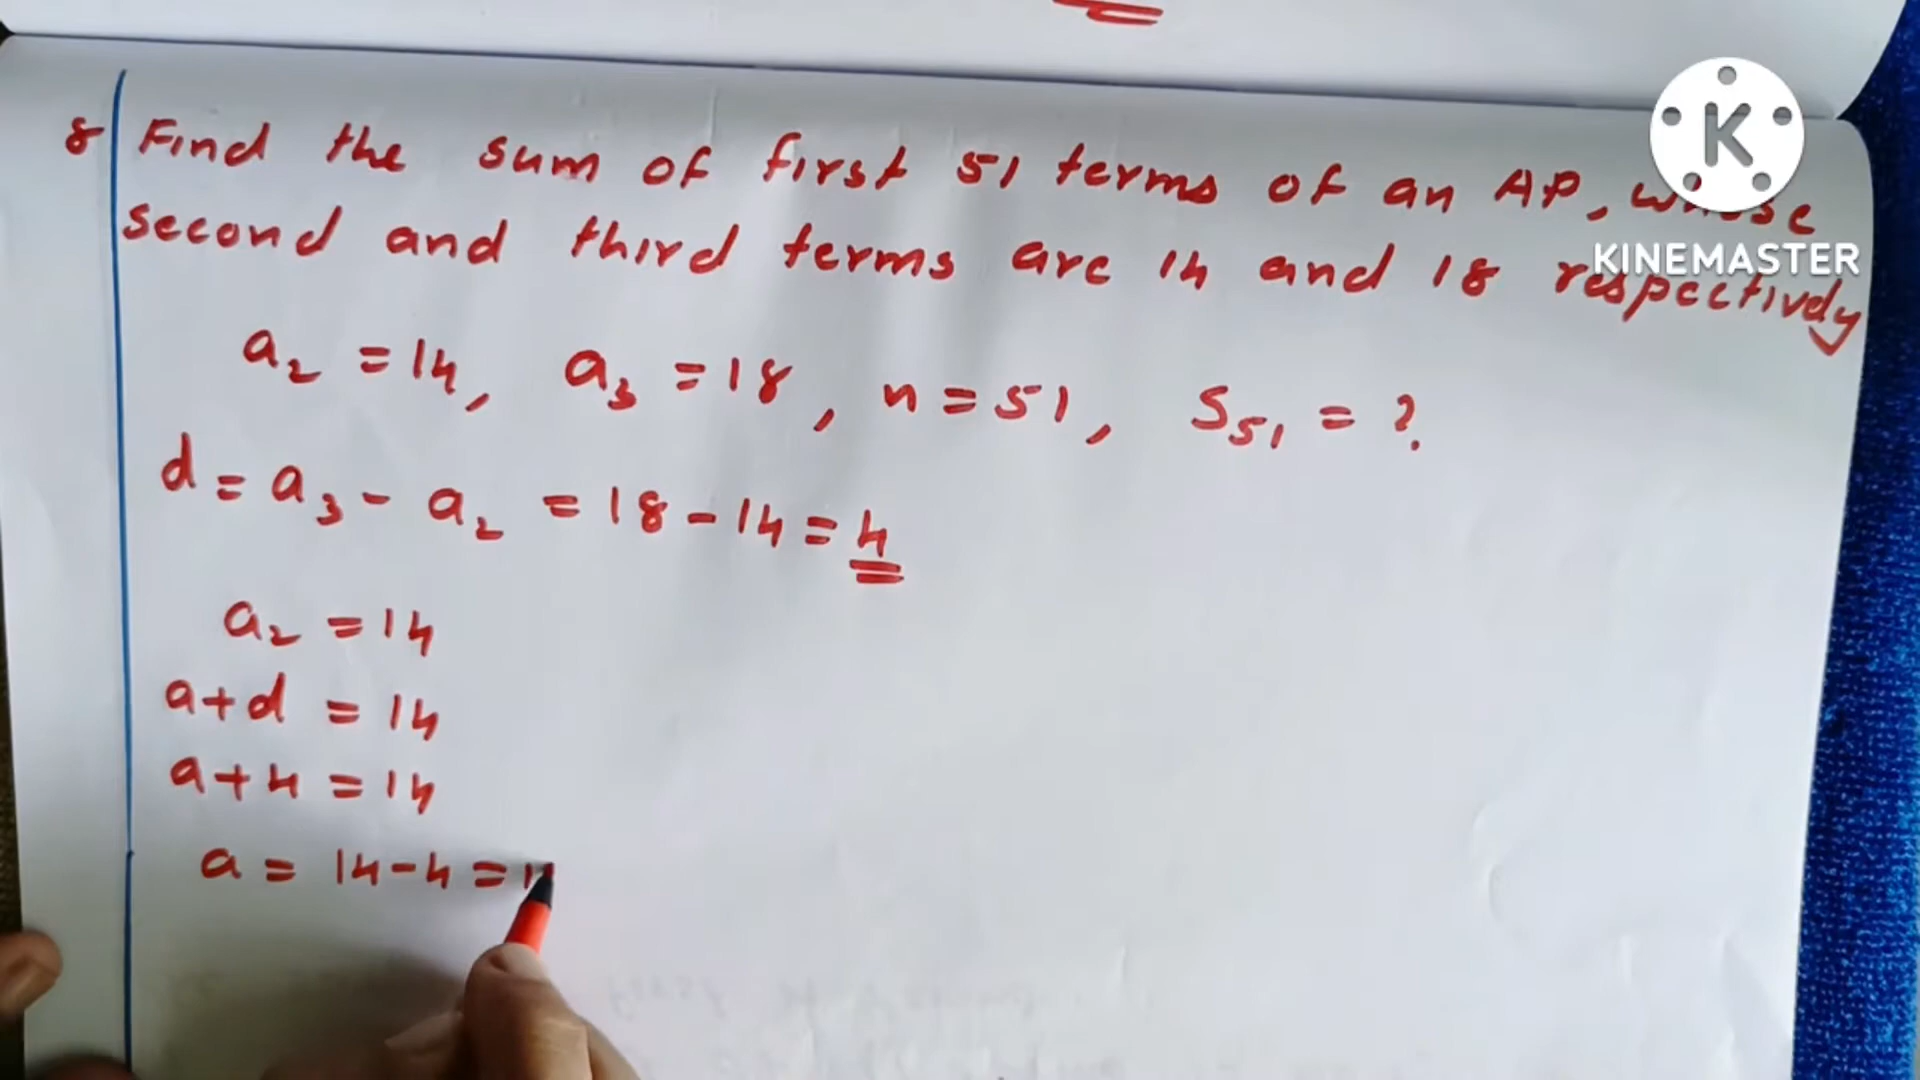 8 Find the sum of first 51 terms of an AP, whose
second and third terms are 14 and 18 respectively
a₂ = 14, a₃ = 18, n = 51, S₅₁ = ?
d = a₃ - a₂ = 18 - 14 = 4
a₂ = 14
a + d = 14
a + 4 = 14
a = 14 - 4 = 1
K
KINEMASTER